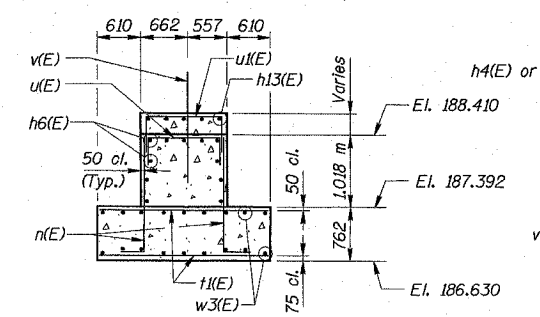 610 662 557 610
v(E)
u1(E)
u(E)
h13(E)
h4(E) or
h6(E)
Varies
El. 188.410
50 cl.
(Typ.)
50 cl.
1.018 m
El. 187.392
n(E)
762
v
t1(E)
w3(E)
75 cl.
El. 186.630